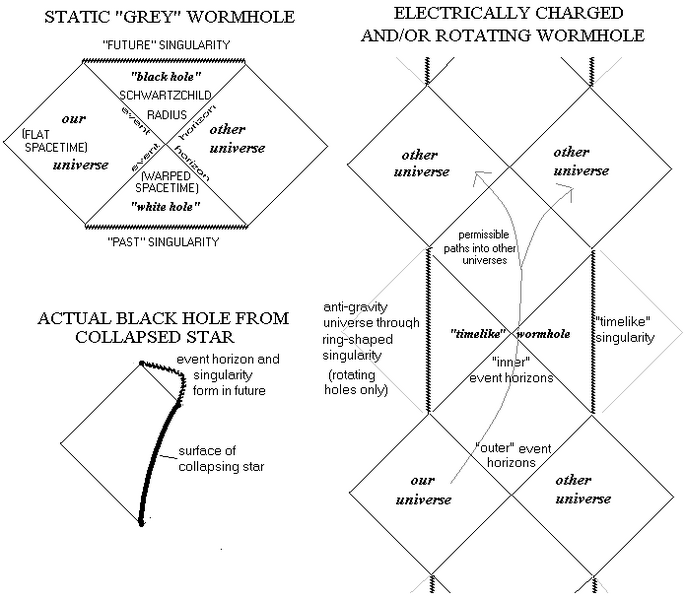 STATIC "GREY" WORMHOLE
"FUTURE" SINGULARITY
"black hole"
SCHWARTZCHILD
RADIUS
event
horizon
our
(FLAT
SPACETIME)
universe
other
universe
event
horizon
(WARPED
SPACETIME)
"white hole"
"PAST" SINGULARITY
ACTUAL BLACK HOLE FROM
COLLAPSED STAR
event horizon and
singularity
form in future
surface of
collapsing star
ELECTRICALLY CHARGED
AND/OR ROTATING WORMHOLE
other
universe
other
universe
permissible
paths into other
universes
anti-gravity
universe through
ring-shaped
singularity
(rotating
holes only)
"timelike" wormhole
"timelike"
singularity
"inner"
event horizons
"outer" event
horizons
our
universe
other
universe